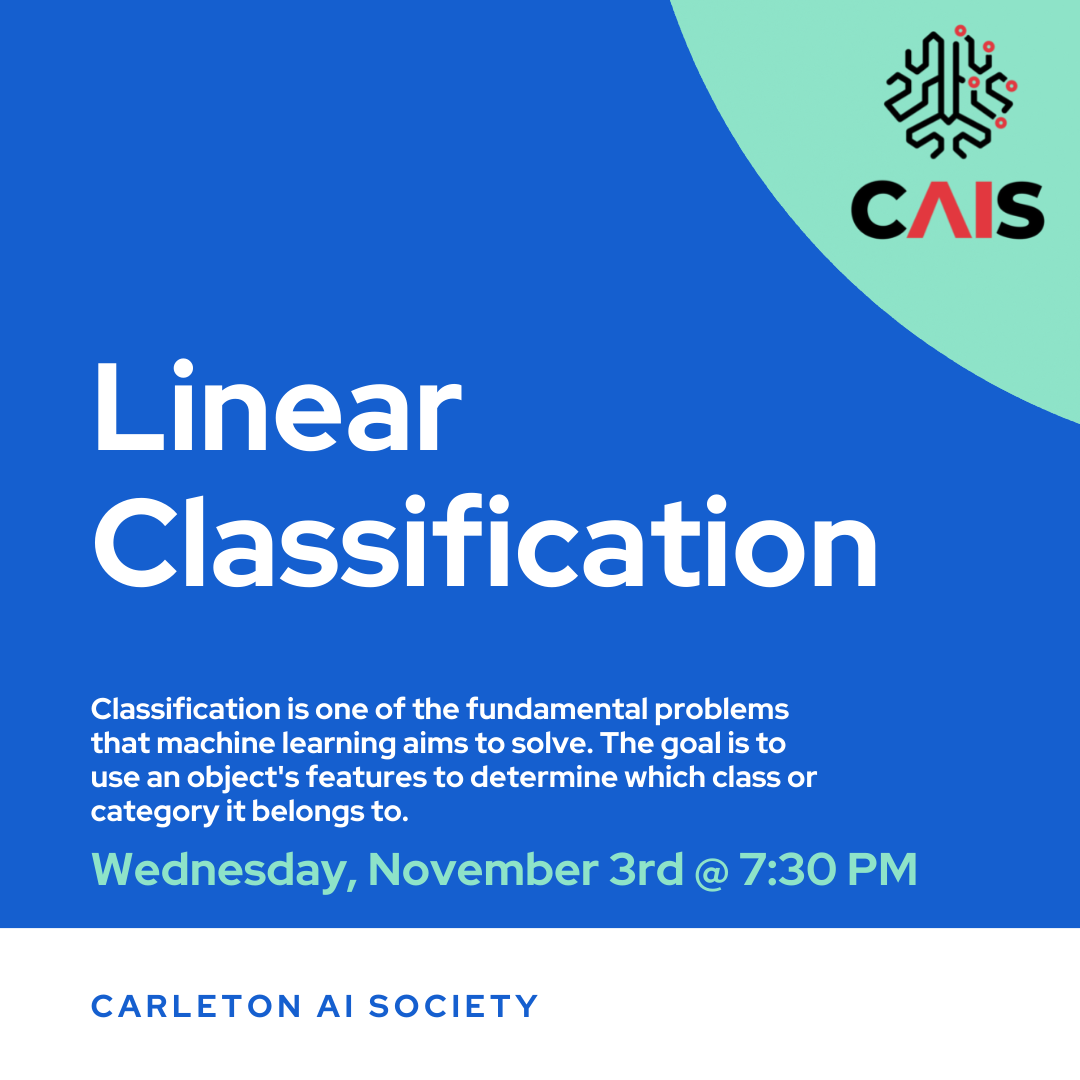 CAIS
Linear
Classification
Classification is one of the fundamental problems
that machine learning aims to solve. The goal is to
use an object's features to determine which class or
category it belongs to.
Wednesday, November 3rd @ 7:30 PM
CARLETON AI SOCIETY